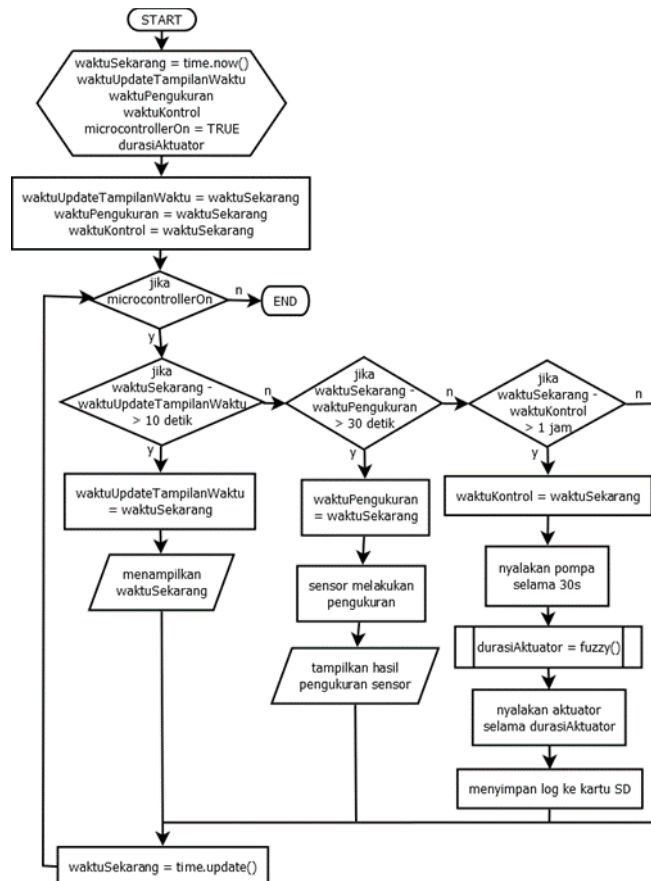 START
waktuSekarang = time.now()
waktuUpdateTampilanWaktu
waktuPengukuran
waktuKontrol
microcontrollerOn = TRUE
durasiAktuator
waktuUpdateTampilanWaktu = waktuSekarang
waktuPengukuran = waktuSekarang
waktuKontrol = waktuSekarang
jika
microcontrollerOn
n
END
y
jika
waktuSekarang -
waktuUpdateTampilanWaktu
> 10 detik
n
y
jika
waktuSekarang -
waktuPengukuran
> 30 detik
n
y
jika
waktuSekarang -
waktuKontrol
> 1 jam
n
y
waktuUpdateTampilanWaktu
= waktuSekarang
menampilkan
waktuSekarang
waktuPengukuran
= waktuSekarang
sensor melakukan
pengukuran
tampilkan hasil
pengukuran sensor
waktuKontrol = waktuSekarang
nyalakan pompa
selama 30s
durasiAktuator = fuzzy()
nyalakan aktuator
selama durasiAktuator
menyimpan log ke kartu SD
waktuSekarang = time.update()